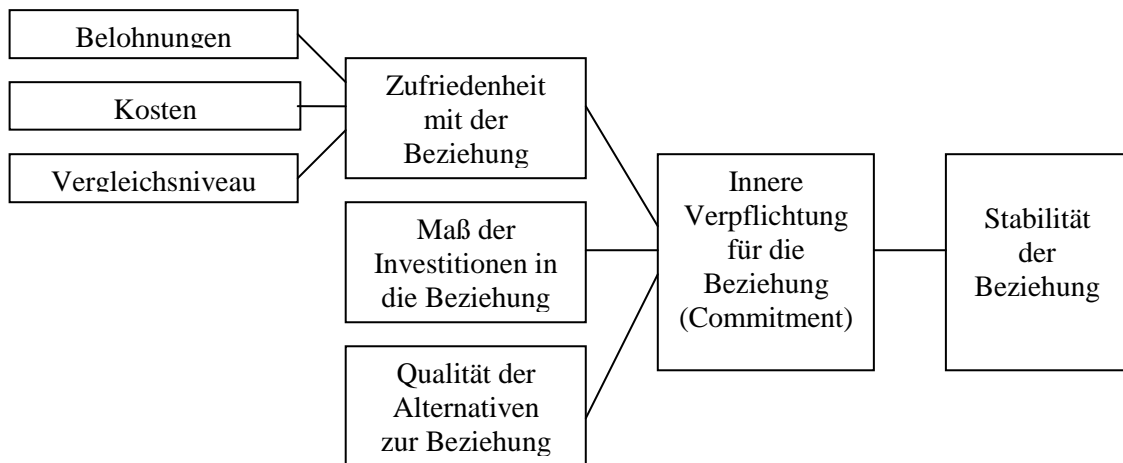 Belohnungen
Kosten
Vergleichsniveau
Zufriedenheit
mit der
Beziehung
Maß der
Investitionen in
die Beziehung
Qualität der
Alternativen
zur Beziehung
Innere
Verpflichtung
für die
Beziehung
(Commitment)
Stabilität
der
Beziehung